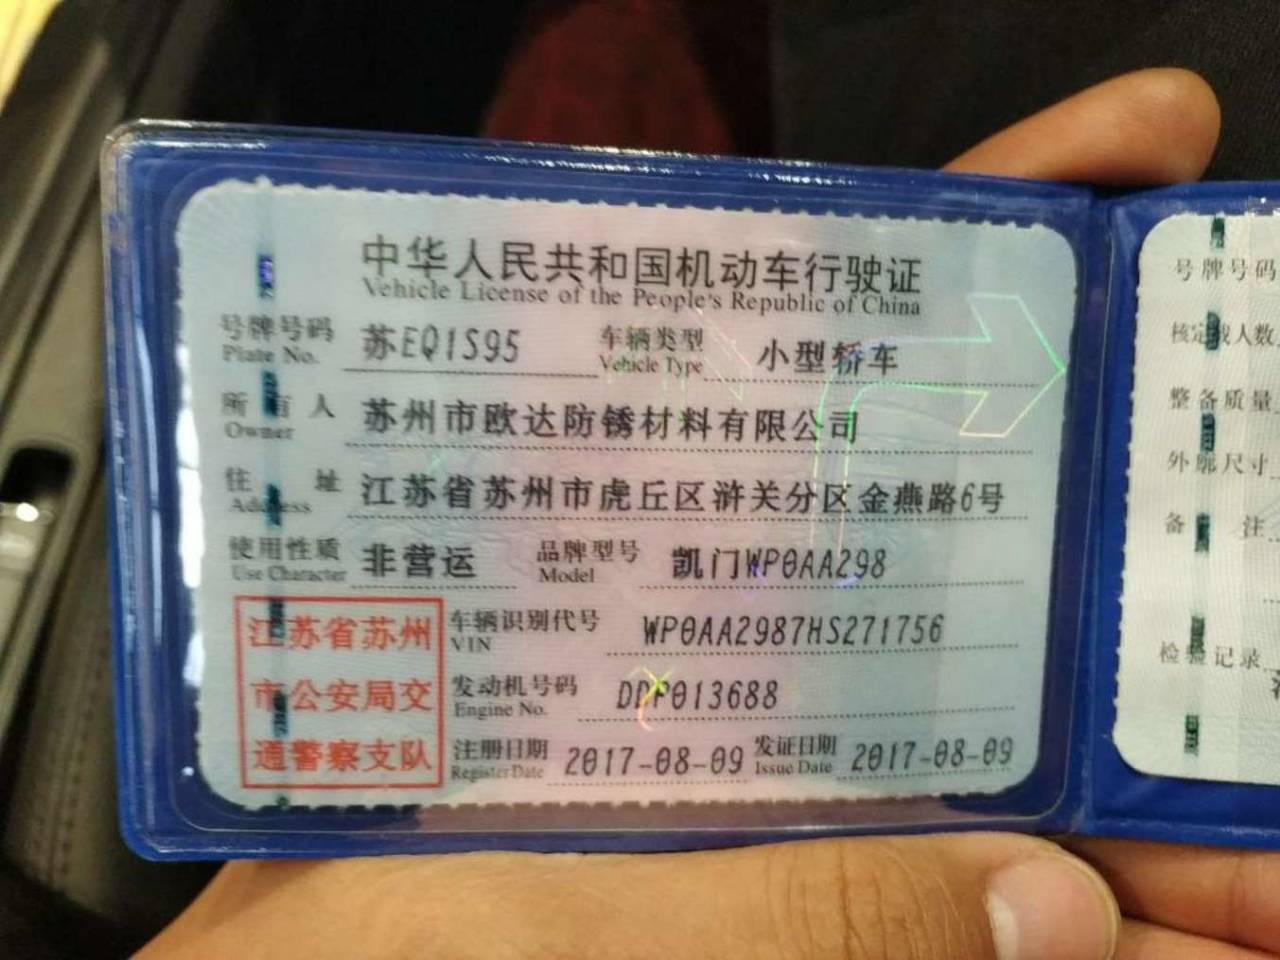 中华人民共和国机动车行驶证
Vehicle License of the People's Republic of China
号牌号码 苏EQ1S95 车辆类型 小型轿车
Plate No. Vehicle Type
所有人 苏州市欧达防锈材料有限公司
Owner
住址 江苏省苏州市虎丘区浒关分区金燕路6号
Address
使用性质 非营运 品牌型号 凯门WP0AA298
Use Character Model
江苏省苏州
市公安局交
通警察支队
车辆识别代号 WP0AA2987HS271756
VIN
发动机号码 DDP013688
Engine No.
注册日期 2017-08-09 发证日期 2017-08-09
Register Date Issue Date
号牌号码
核定载人数
整备质量
外廓尺寸
备注
检验记录